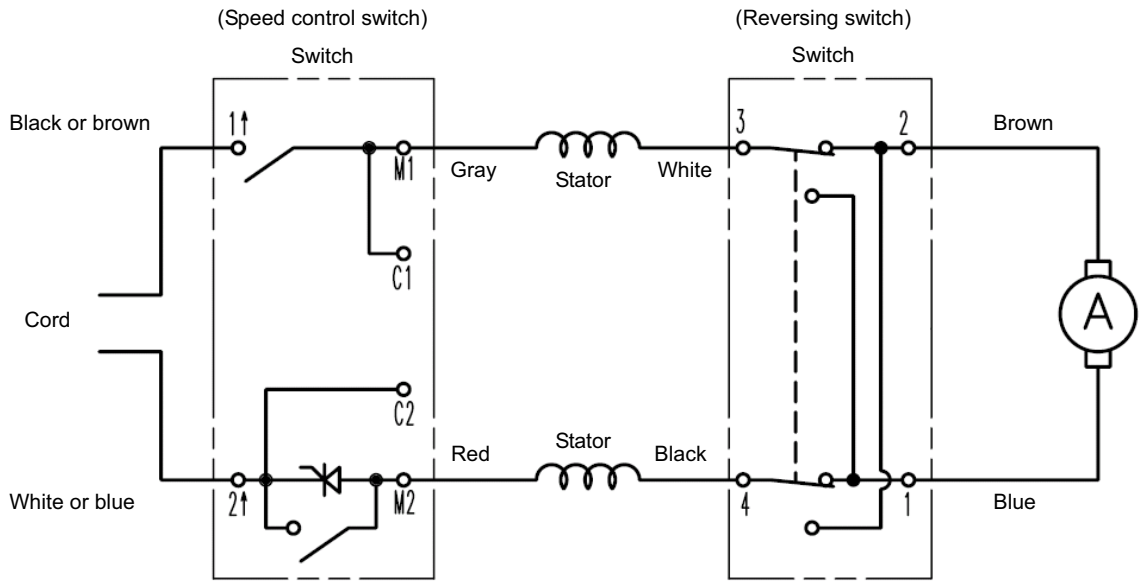 (Speed control switch)
(Reversing switch)
Switch
Switch
Black or brown
1↑
3
2
Brown
M1
Gray
Stator
White
C1
Cord
A
C2
Red
Stator
Black
White or blue
2↑
M2
4
1
Blue